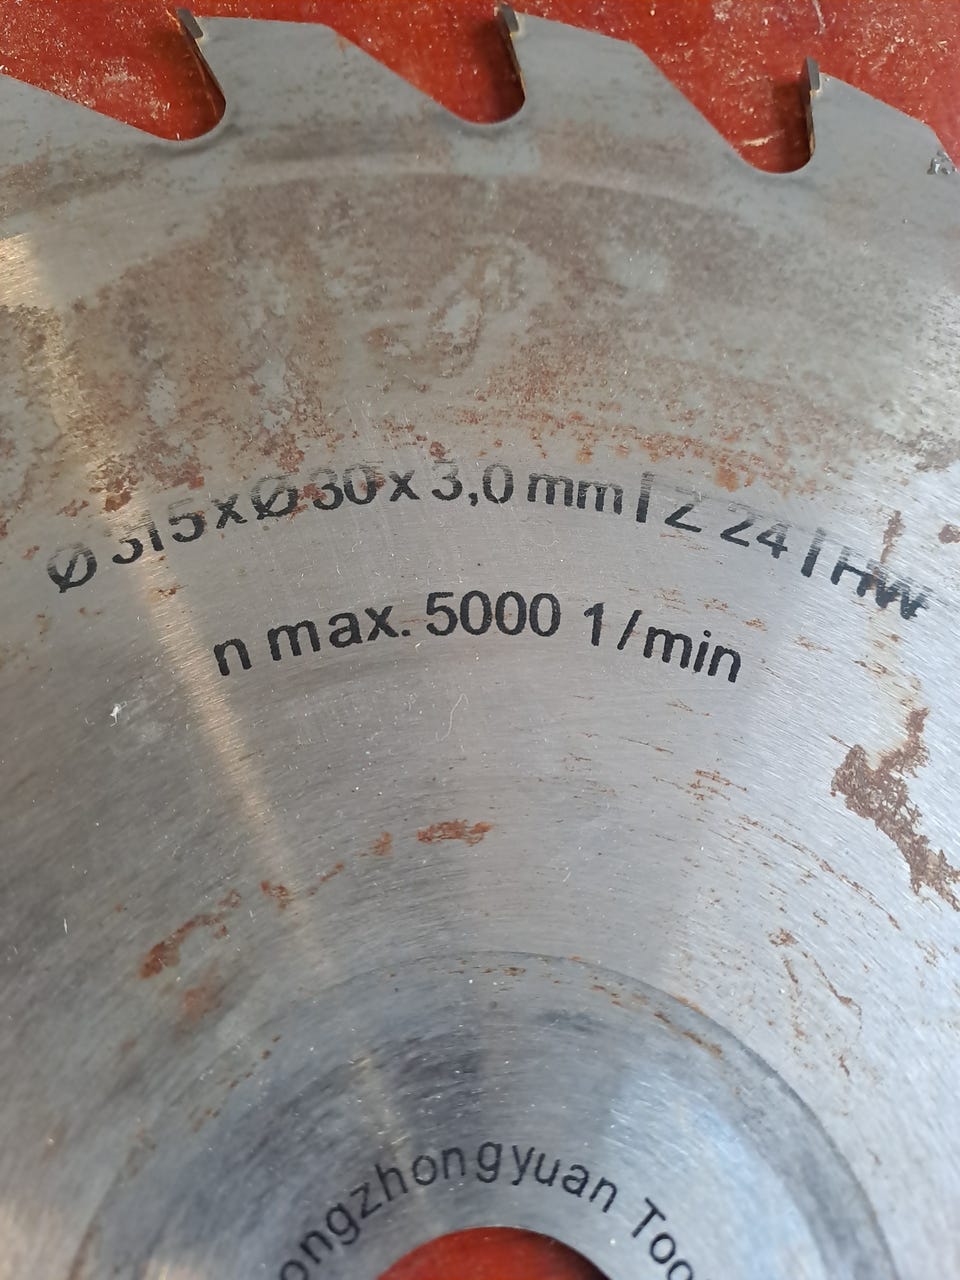 Ø 315 x Ø 30 x 3,0 mm | Z 24 | HW
n max. 5000 1/min
ongzhongyuan Too